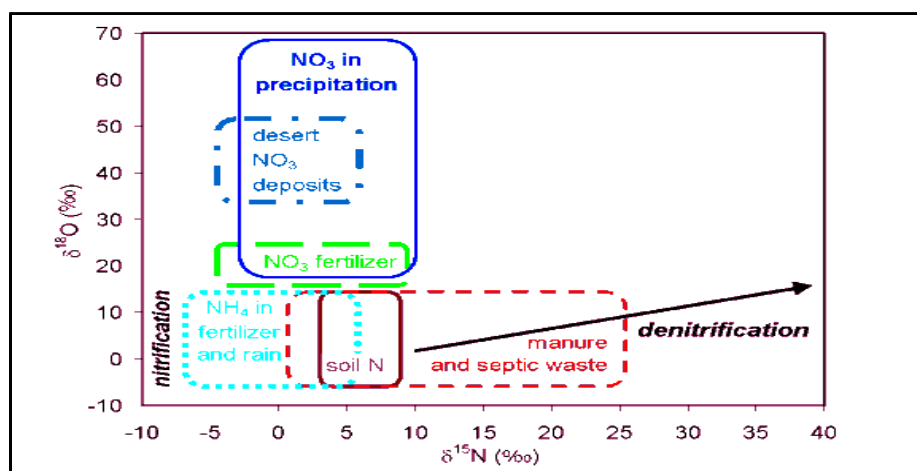 70
60
50
40
30
20
10
0
-10
δ18O (‰)
NO3 in
precipitation
desert
NO3
deposits
NO3 fertilizer
nitrification
NH4 in
fertilizer
and rain
soil N
manure
and septic waste
denitrification
-10 -5 0 5 10 15 20 25 30 35 40
δ15N (‰)